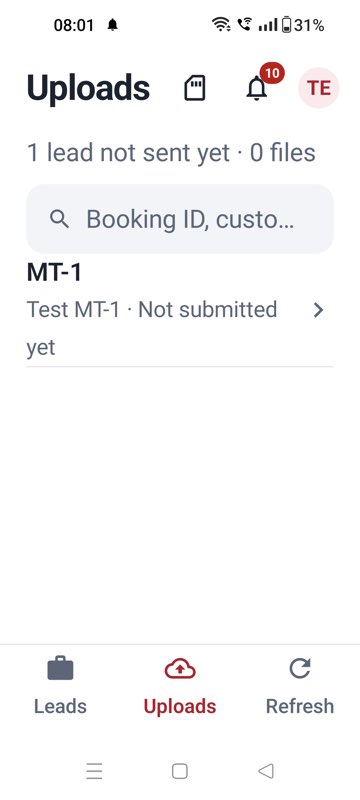 08:01 31%
Uploads 10 TE
1 lead not sent yet · 0 files
Booking ID, custo...
MT-1
Test MT-1 · Not submitted
yet
Leads Uploads Refresh